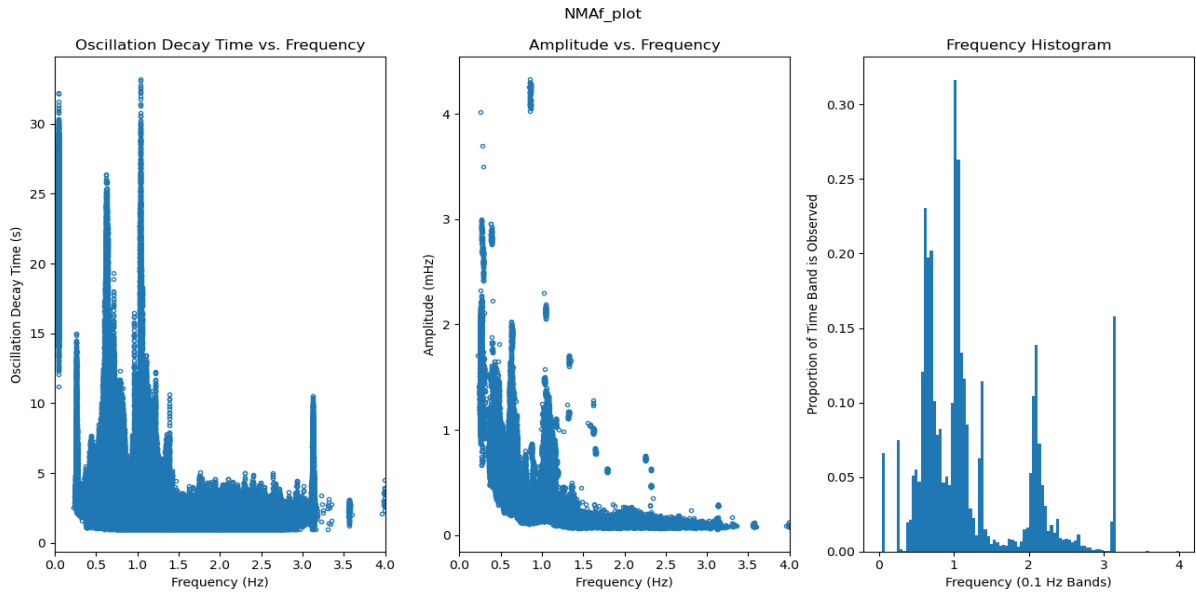 NMAf_plot
Oscillation Decay Time vs. Frequency
Oscillation Decay Time (s)
30
25
20
15
10
5
0
0.0 0.5 1.0 1.5 2.0 2.5 3.0 3.5 4.0
Frequency (Hz)
Amplitude vs. Frequency
Amplitude (mHz)
4
3
2
1
0
0.0 0.5 1.0 1.5 2.0 2.5 3.0 3.5 4.0
Frequency (Hz)
Frequency Histogram
Proportion of Time Band is Observed
0.30
0.25
0.20
0.15
0.10
0.05
0.00
0 1 2 3 4
Frequency (0.1 Hz Bands)